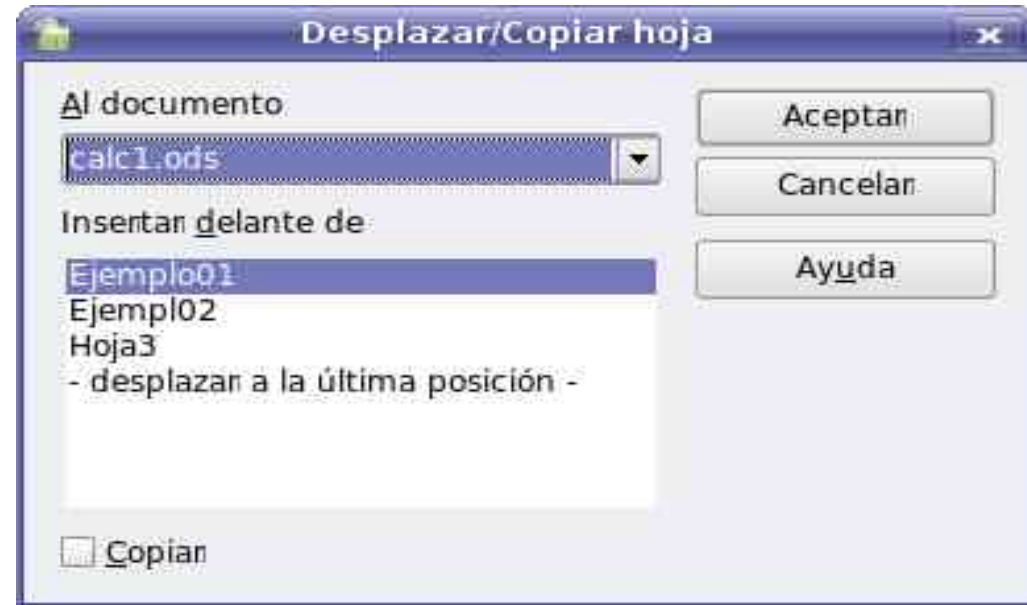 Desplazar/Copiar hoja
Al documento
calc1.ods
Insertar delante de
Ejemplo01
Ejempl02
Hoja3
- desplazar a la última posición -
Copiar
Aceptar
Cancelar
Ayuda